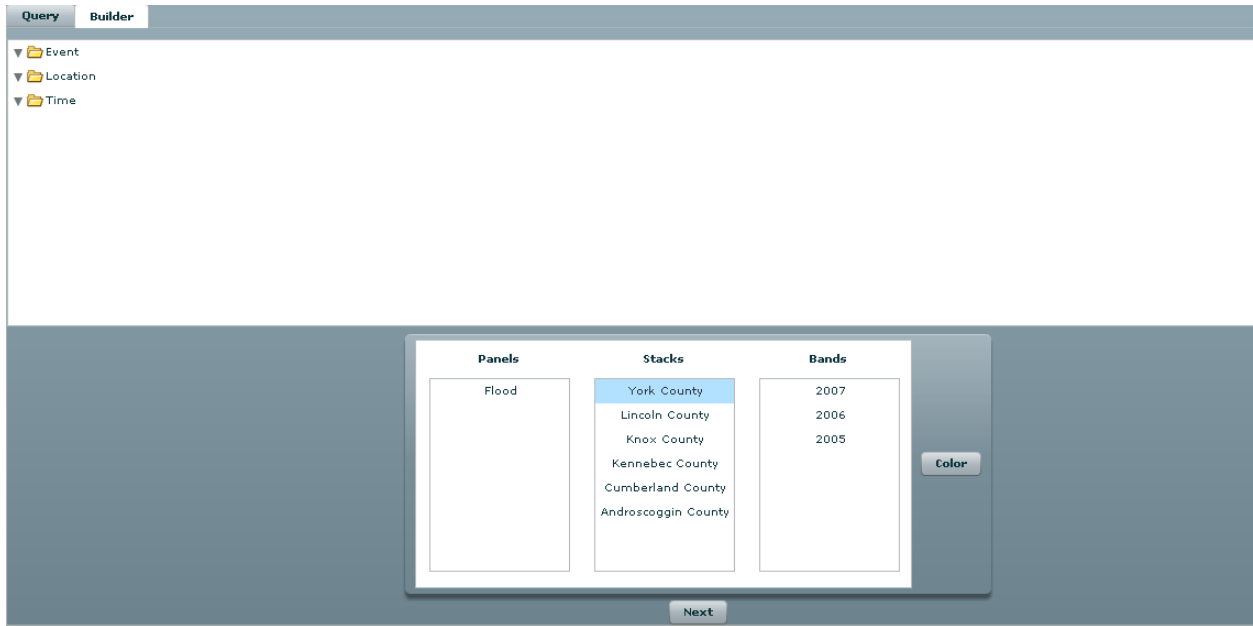 Query Builder
Event
Location
Time
Panels Stacks Bands
Flood York County 2007
Lincoln County 2006
Knox County 2005
Kennebec County
Color
Cumberland County
Androscoggin County
Next